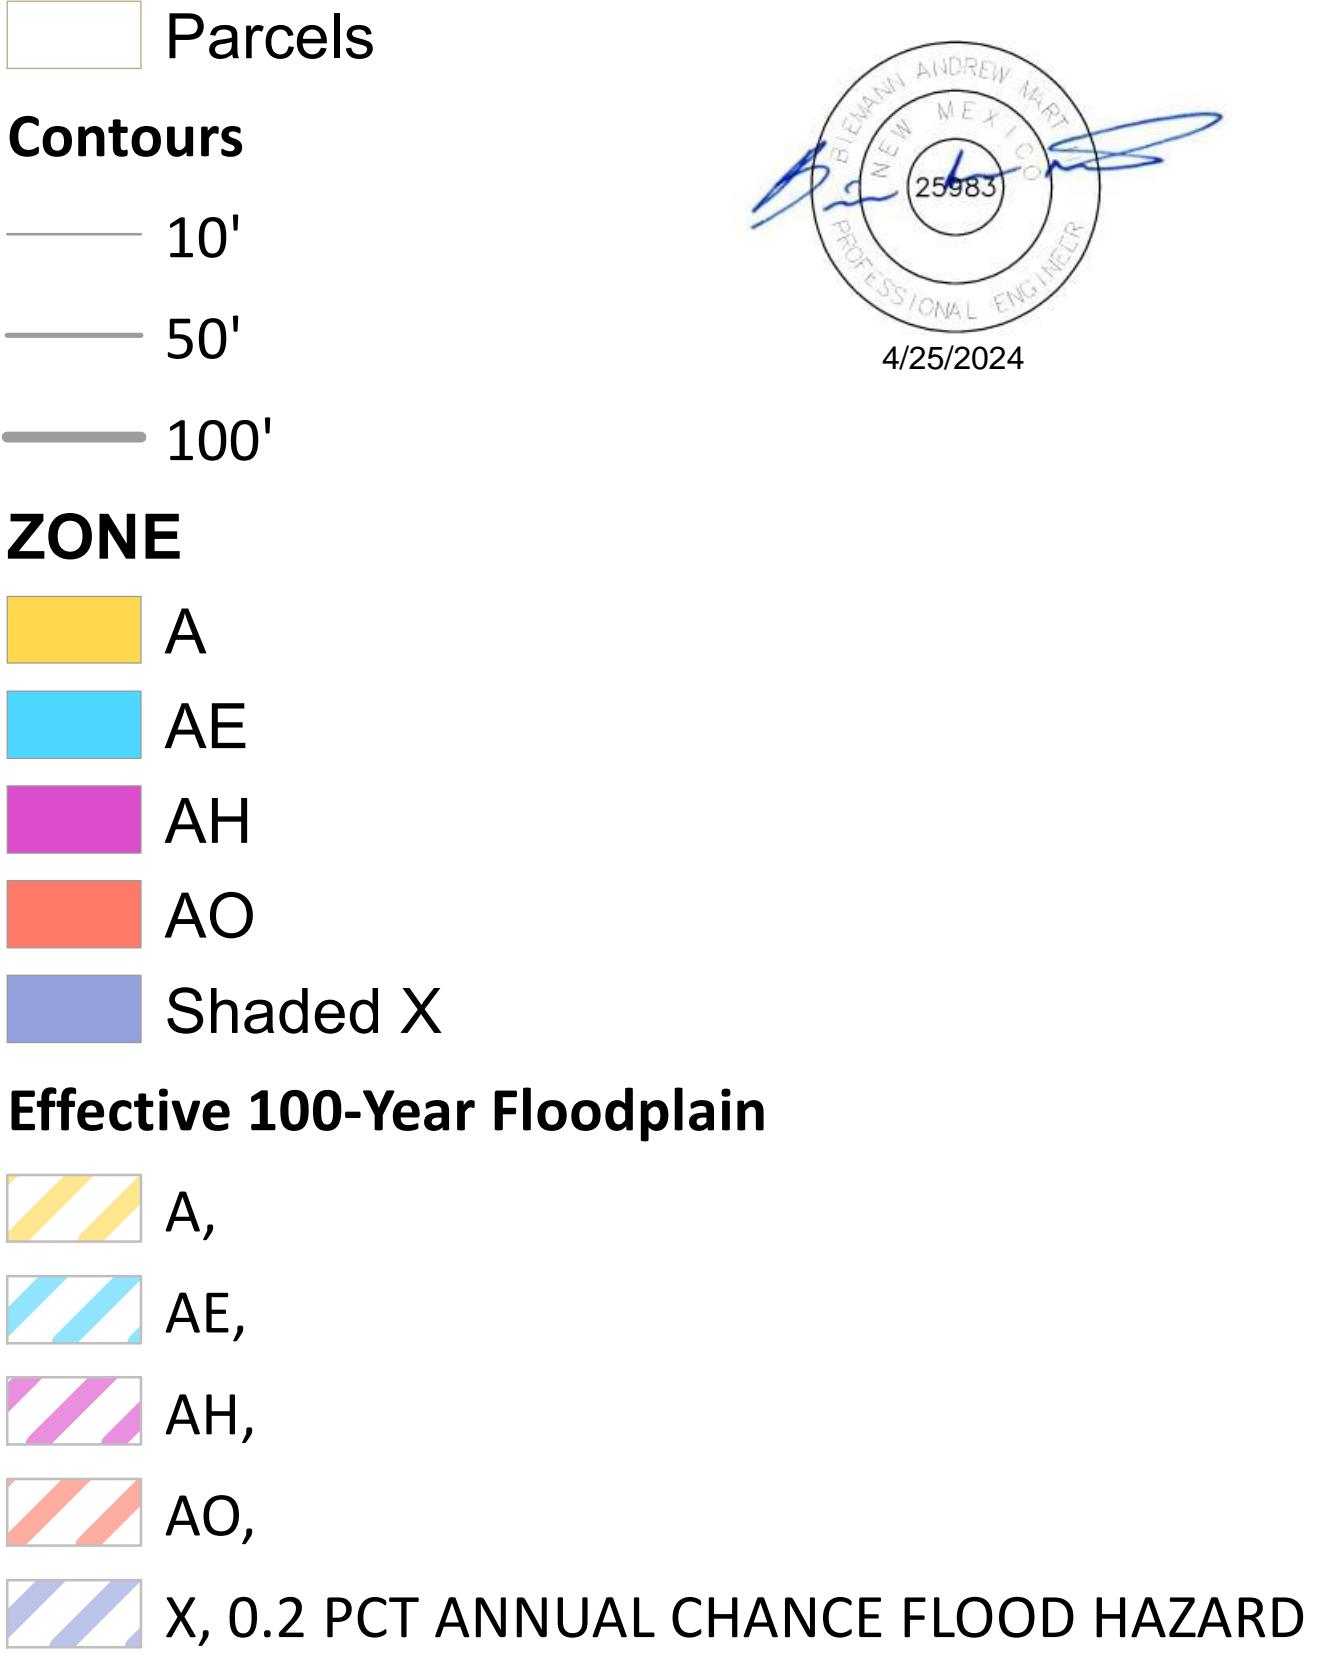 Parcels
Contours
10'
50'
100'
ZONE
A
AE
AH
AO
Shaded X
Effective 100-Year Floodplain
A,
AE,
AH,
AO,
X, 0.2 PCT ANNUAL CHANCE FLOOD HAZARD
BIEMANN ANDREW MART
NEW MEXICO
25983
PROFESSIONAL ENGINEER
4/25/2024